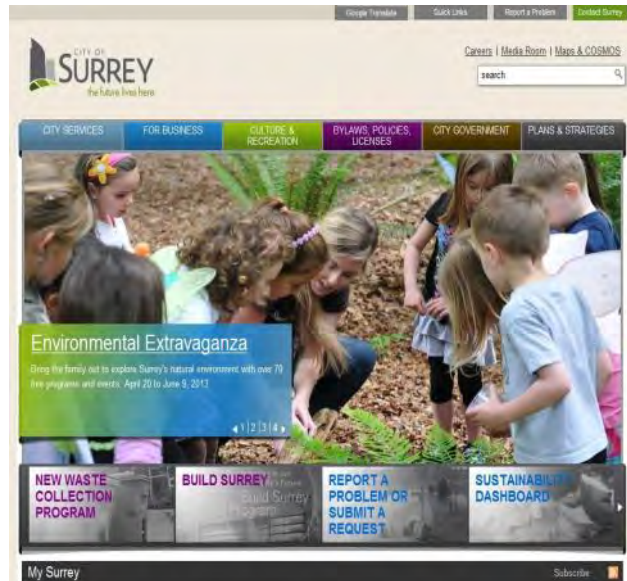 Google Translate
Quick Links
Report a Problem
Contact Surrey
CITY OF
SURREY
the future lives here
Careers | Media Room | Maps & COSMOS
search
CITY SERVICES
FOR BUSINESS
CULTURE &
RECREATION
BYLAWS, POLICIES,
LICENSES
CITY GOVERNMENT
PLANS & STRATEGIES
Environmental Extravaganza
Bring the family out to explore Surrey's natural environment with over 70
free programs and events. April 20 to June 9, 2013
1 | 2 | 3 | 4
NEW WASTE
COLLECTION
PROGRAM
BUILD SURREY
Build Surrey
Program
REPORT A
PROBLEM OR
SUBMIT A
REQUEST
SUSTAINABILITY
DASHBOARD
My Surrey
Subscribe